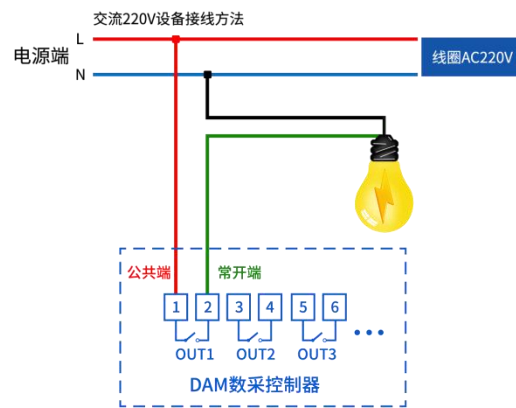 交流220V设备接线方法
L
电源端
线圈AC220V
N
公共端 常开端
1 2 3 4 5 6
OUT1 OUT2 OUT3
DAM数采控制器